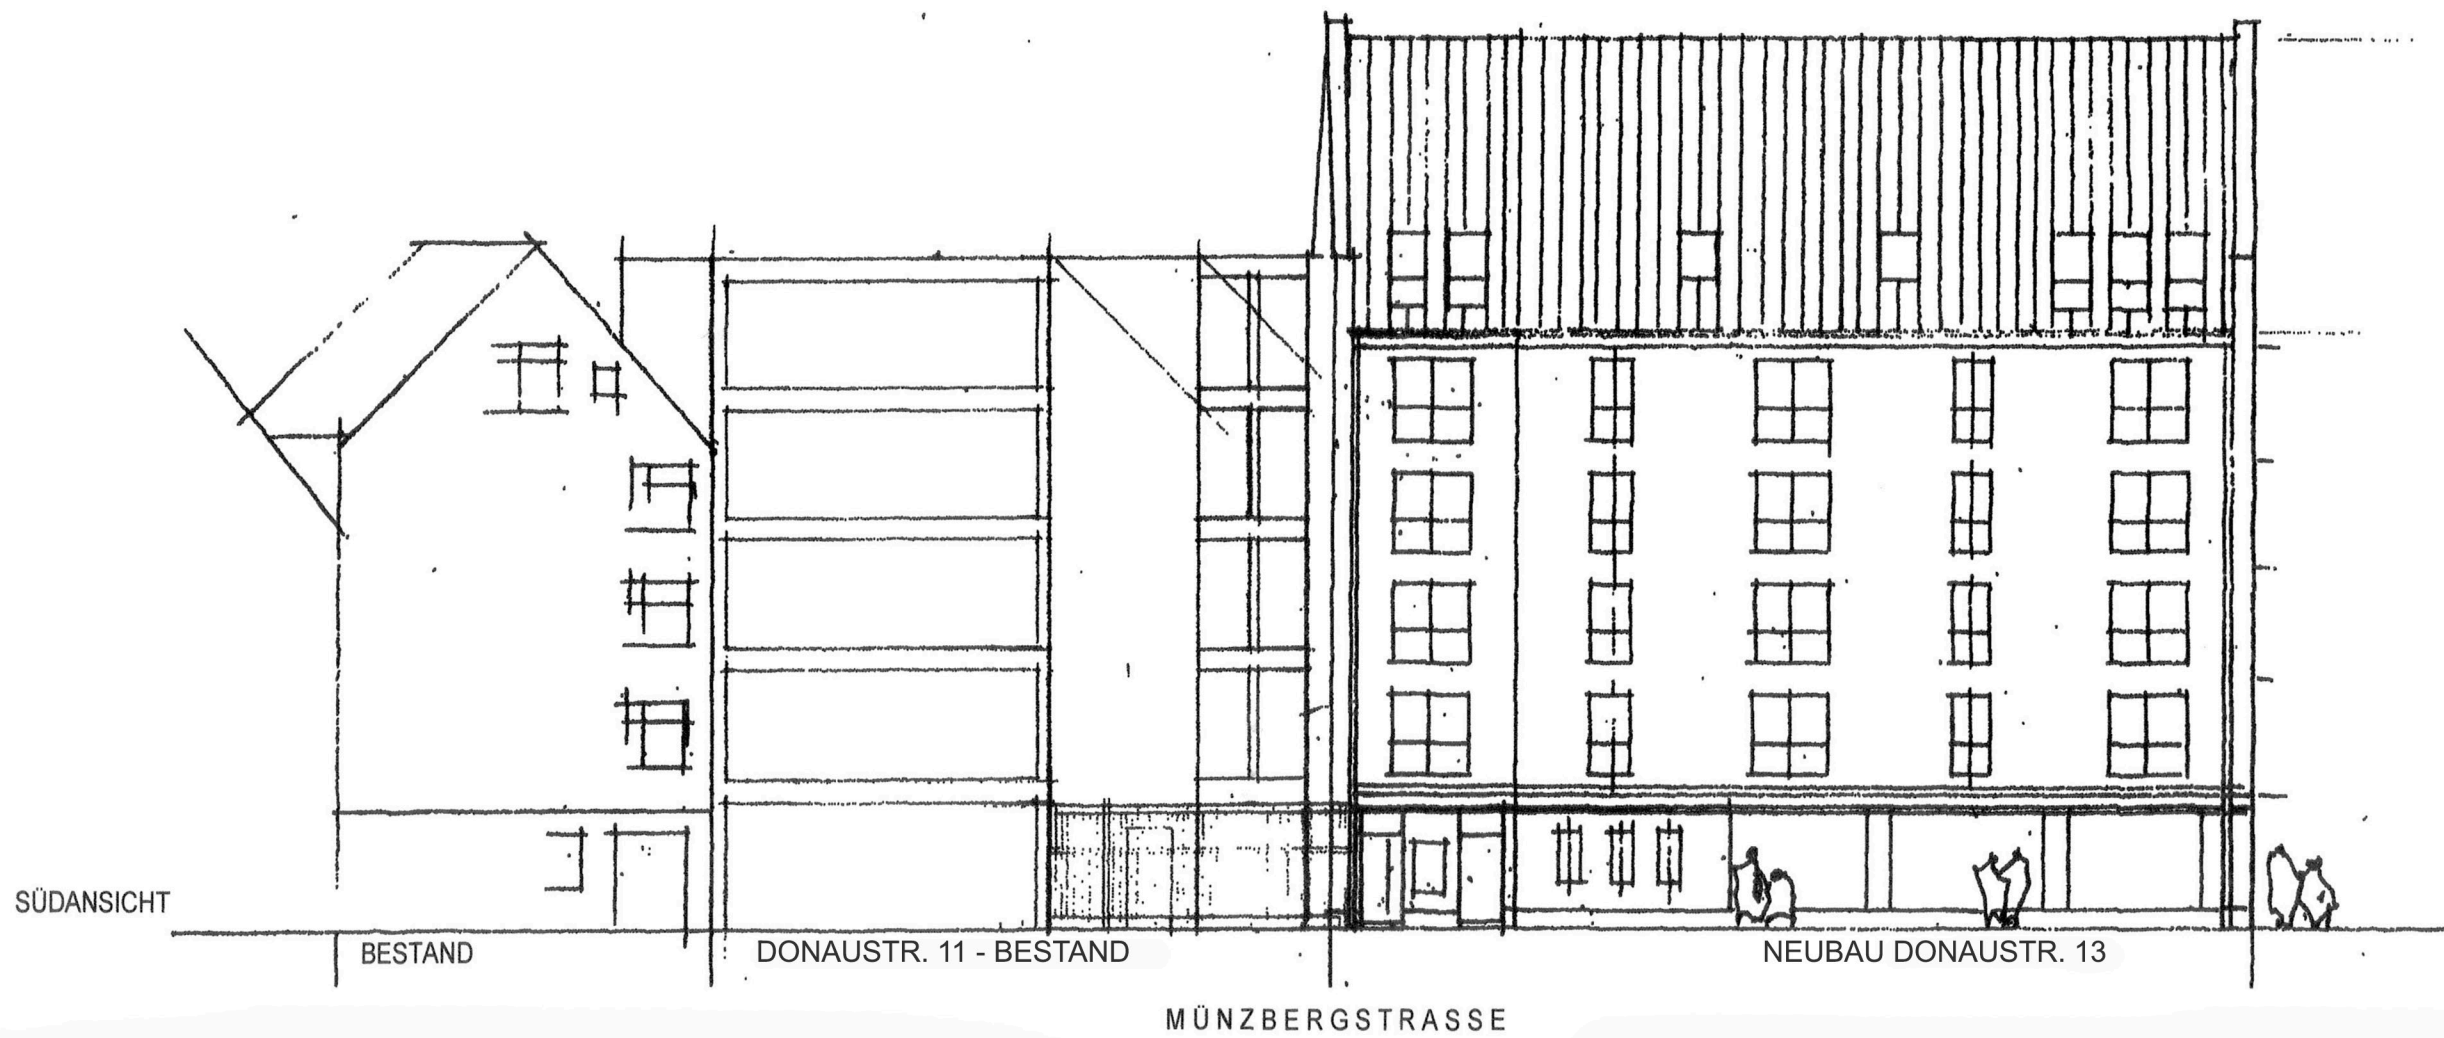 SÜDANSICHT
BESTAND
DONAUSTR. 11 - BESTAND
NEUBAU DONAUSTR. 13
MÜNZBERGSTRASSE